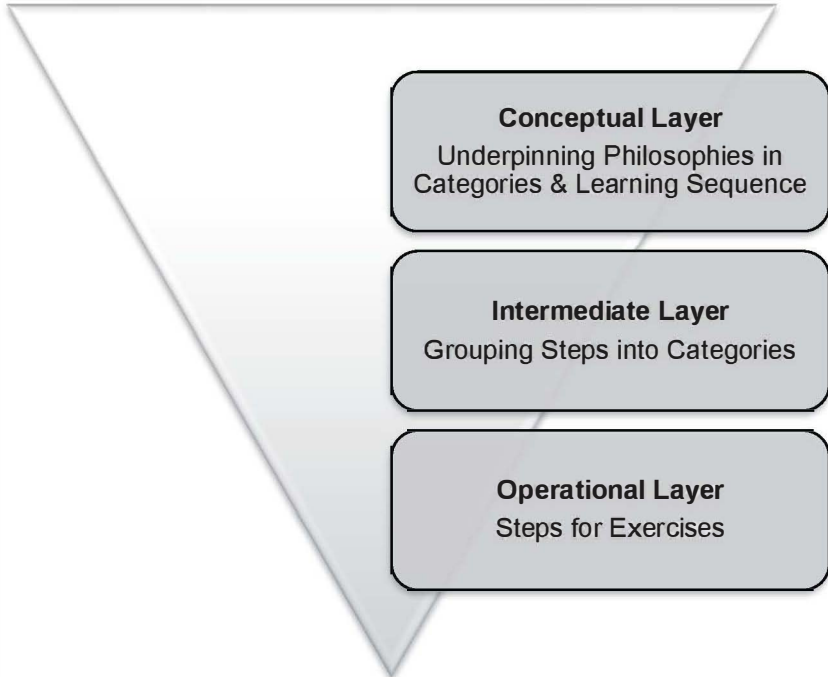 Conceptual Layer
Underpinning Philosophies in
Categories & Learning Sequence
Intermediate Layer
Grouping Steps into Categories
Operational Layer
Steps for Exercises